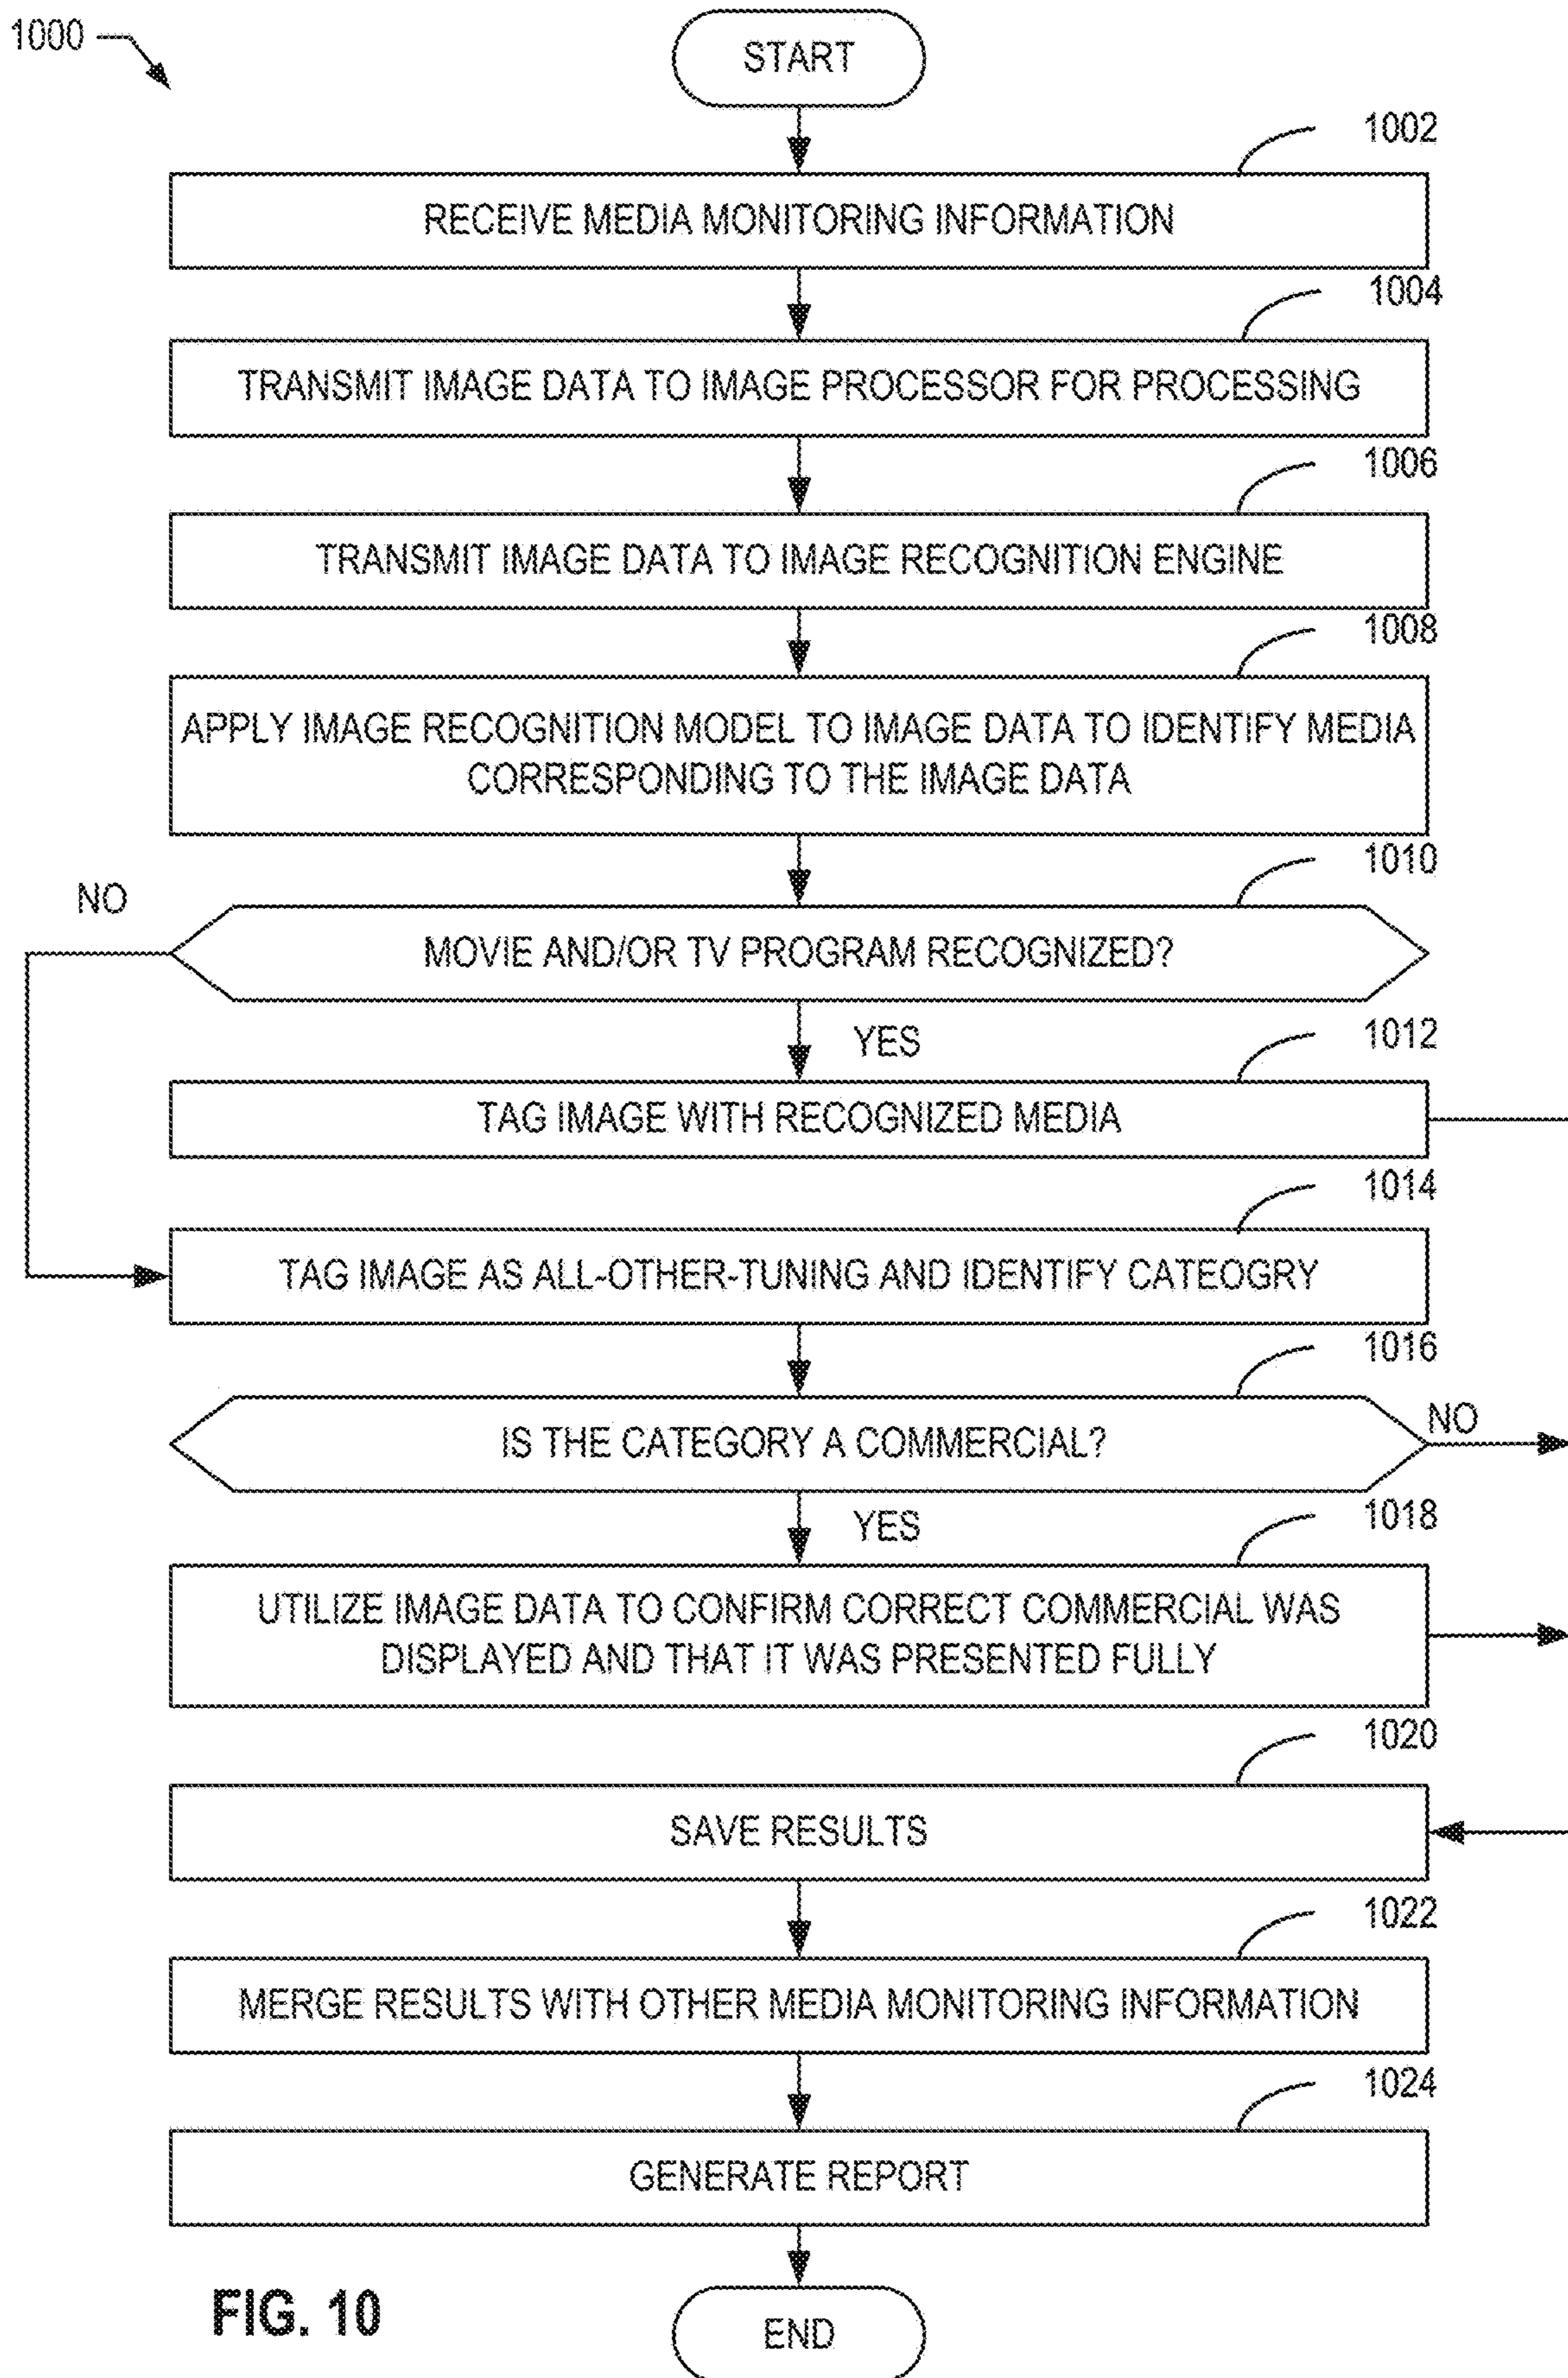 1000
START
1002
RECEIVE MEDIA MONITORING INFORMATION
1004
TRANSMIT IMAGE DATA TO IMAGE PROCESSOR FOR PROCESSING
1006
TRANSMIT IMAGE DATA TO IMAGE RECOGNITION ENGINE
1008
APPLY IMAGE RECOGNITION MODEL TO IMAGE DATA TO IDENTIFY MEDIA
CORRESPONDING TO THE IMAGE DATA
1010
NO
MOVIE AND/OR TV PROGRAM RECOGNIZED?
YES
1012
TAG IMAGE WITH RECOGNIZED MEDIA
1014
TAG IMAGE AS ALL-OTHER-TUNING AND IDENTIFY CATEOGRY
1016
IS THE CATEGORY A COMMERCIAL?
NO
YES
1018
UTILIZE IMAGE DATA TO CONFIRM CORRECT COMMERCIAL WAS
DISPLAYED AND THAT IT WAS PRESENTED FULLY
1020
SAVE RESULTS
1022
MERGE RESULTS WITH OTHER MEDIA MONITORING INFORMATION
1024
GENERATE REPORT
FIG. 10
END